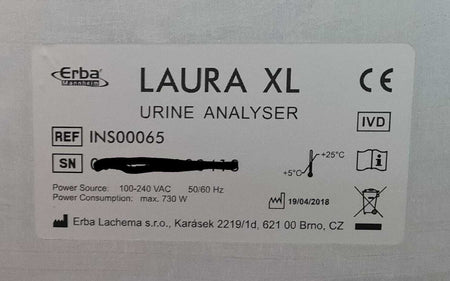 Erba
Mannheim
LAURA XL
CE
URINE ANALYSER
IVD
REF INS00065
SN
+25°C
+5°C
Power Source: 100-240 VAC 50/60 Hz
Power Consumption: max. 730 W
19/04/2018
Erba Lachema s.r.o., Karásek 2219/1d, 621 00 Brno, CZ